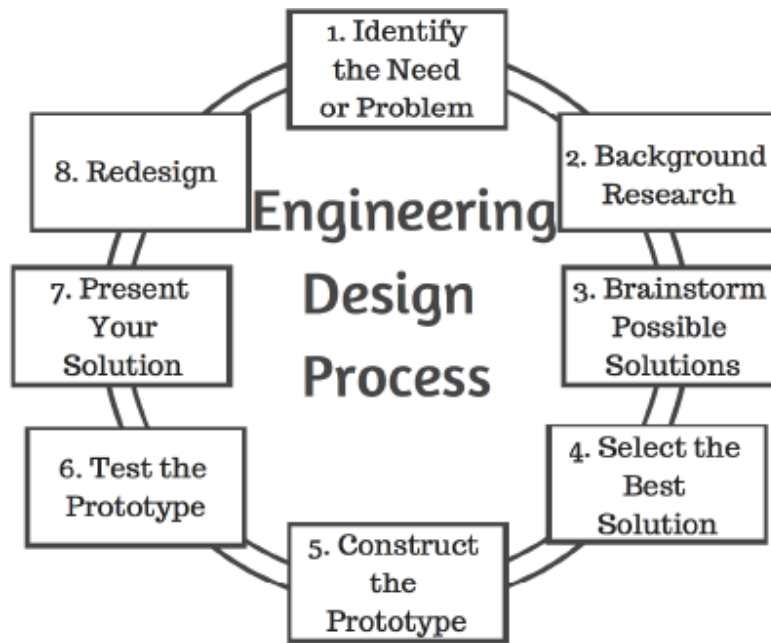 1. Identify
the Need
or Problem
2. Background
Research
3. Brainstorm
Possible
Solutions
4. Select the
Best
Solution
5. Construct
the
Prototype
6. Test the
Prototype
7. Present
Your
Solution
8. Redesign
Engineering
Design
Process